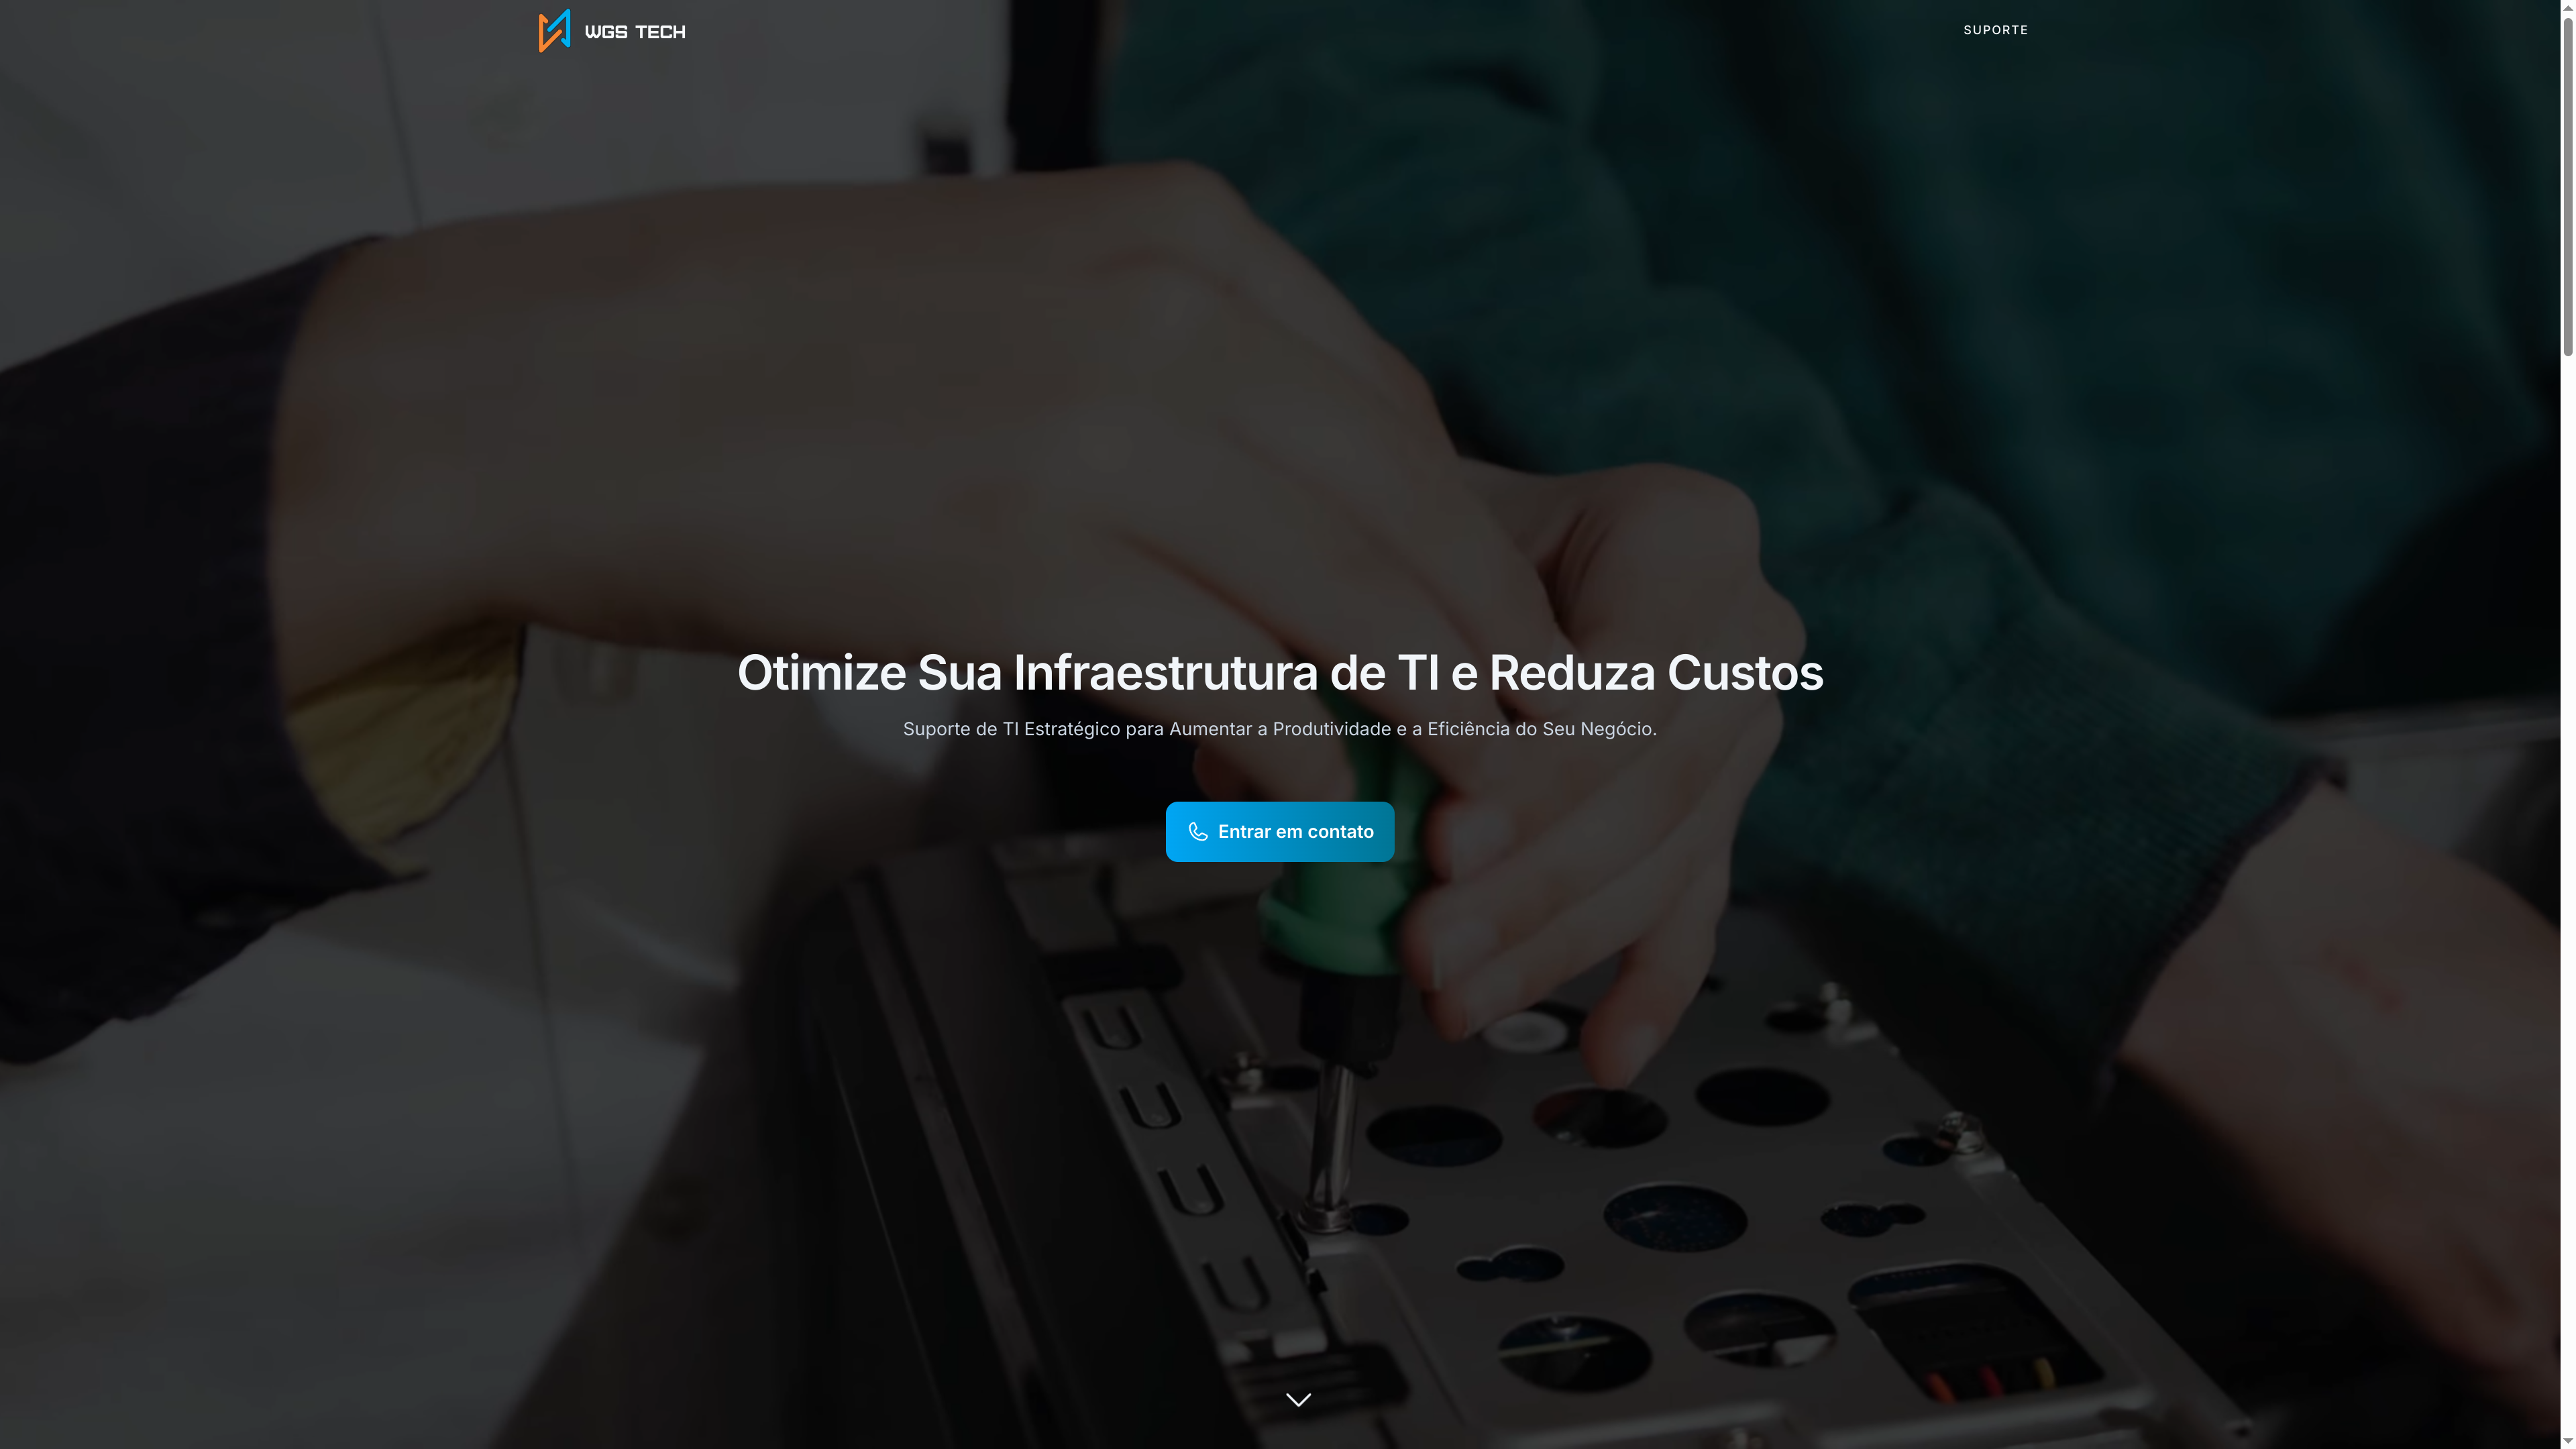 WGS TECH
SUPORTE
Otimize Sua Infraestrutura de TI e Reduza Custos
Suporte de TI Estratégico para Aumentar a Produtividade e a Eficiência do Seu Negócio.
Entrar em contato